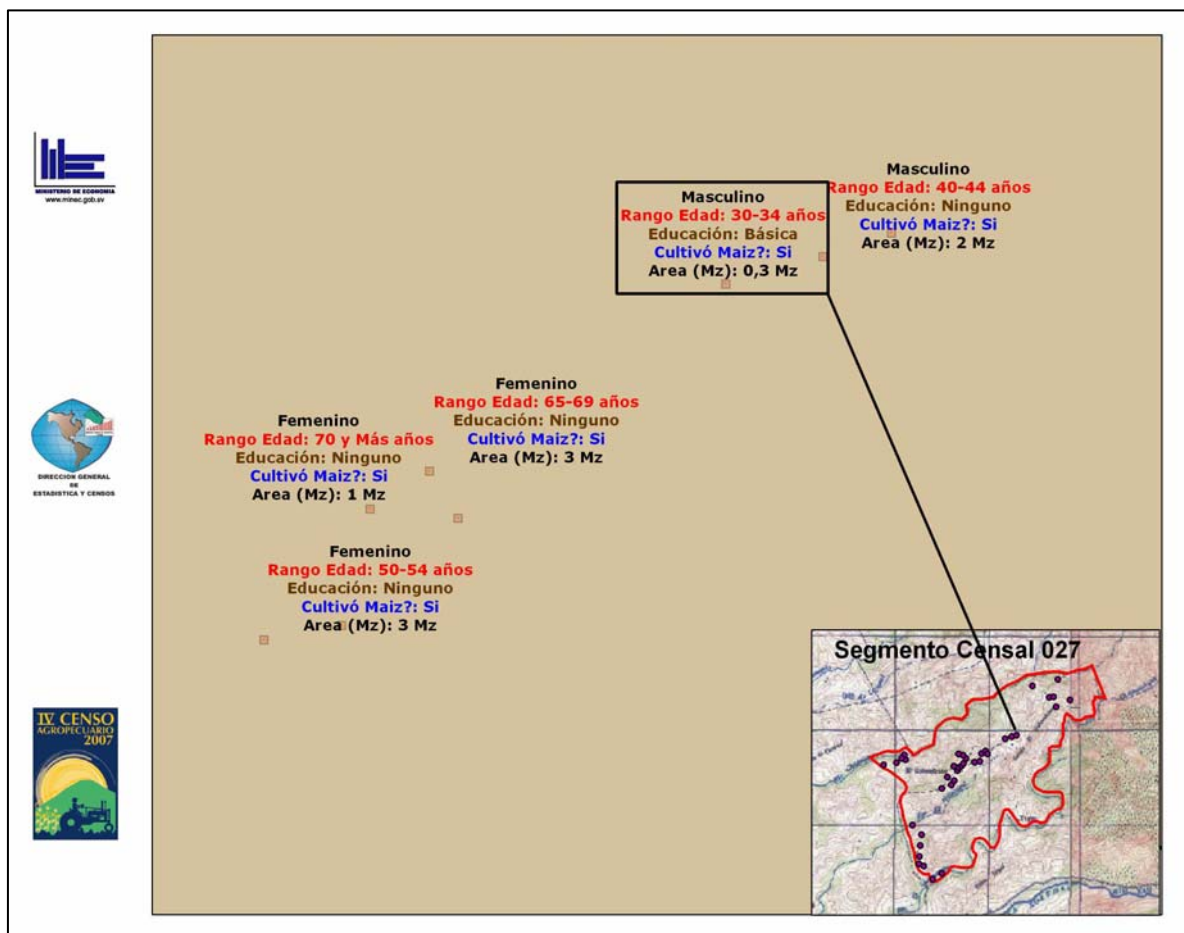 MINISTERIO DE ECONOMIA
www.minec.gob.sv
DIRECCION GENERAL
DE
ESTADISTICA Y CENSOS
IV CENSO
AGROPECUARIO
2007
Masculino
Rango Edad: 40-44 años
Educación: Ninguno
Cultivó Maiz?: Si
Area (Mz): 2 Mz
Masculino
Rango Edad: 30-34 años
Educación: Básica
Cultivó Maiz?: Si
Area (Mz): 0,3 Mz
Femenino
Rango Edad: 65-69 años
Educación: Ninguno
Cultivó Maiz?: Si
Area (Mz): 3 Mz
Femenino
Rango Edad: 70 y Más años
Educación: Ninguno
Cultivó Maiz?: Si
Area (Mz): 1 Mz
Femenino
Rango Edad: 50-54 años
Educación: Ninguno
Cultivó Maiz?: Si
Area (Mz): 3 Mz
Segmento Censal 027